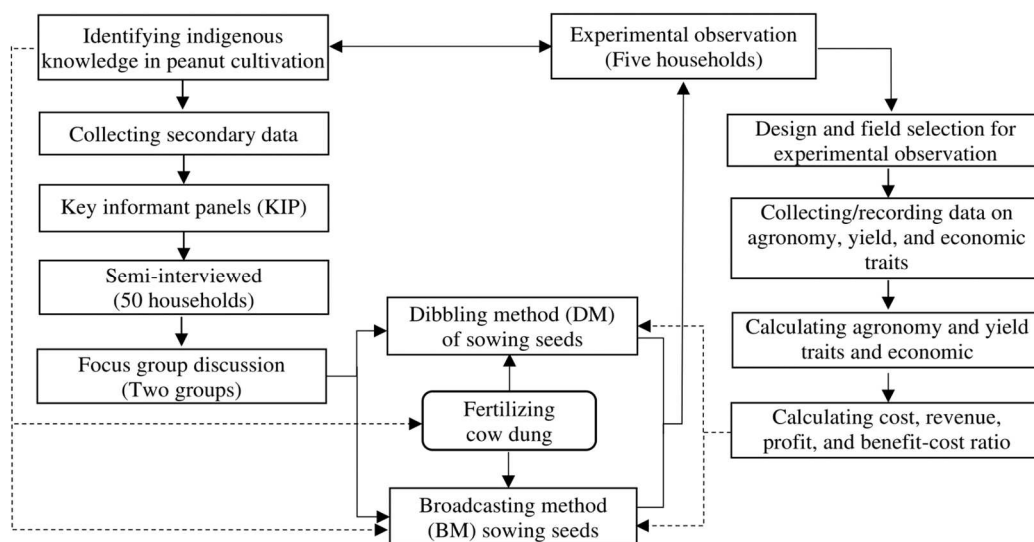 Identifying indigenous
knowledge in peanut cultivation
Collecting secondary data
Key informant panels (KIP)
Semi-interviewed
(50 households)
Focus group discussion
(Two groups)
Dibbling method (DM)
of sowing seeds
Fertilizing
cow dung
Broadcasting method
(BM) sowing seeds
Experimental observation
(Five households)
Design and field selection for
experimental observation
Collecting/recording data on
agronomy, yield, and economic
traits
Calculating agronomy and yield
traits and economic
Calculating cost, revenue,
profit, and benefit-cost ratio